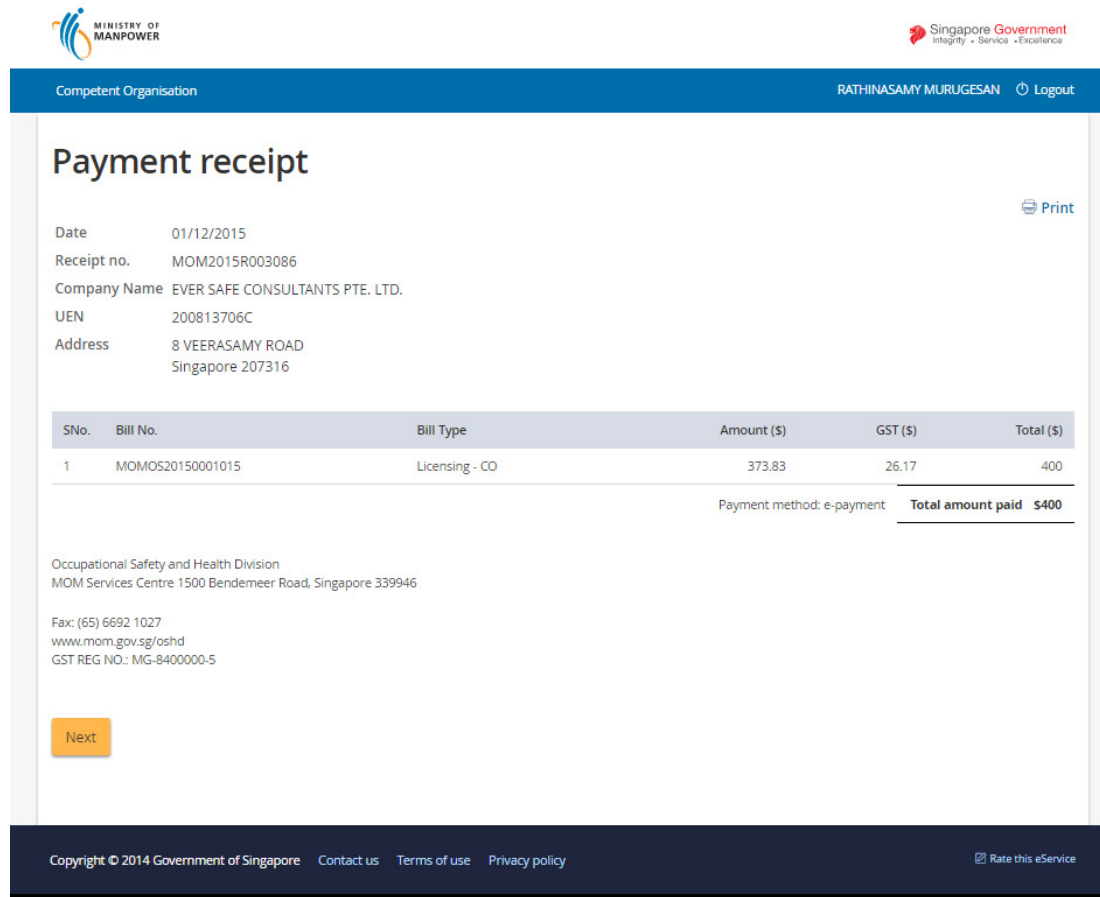 MINISTRY OF
MANPOWER
Singapore Government
Integrity • Service • Excellence
Competent Organisation RATHINASAMY MURUGESAN Logout
Payment receipt
Print
Date 01/12/2015
Receipt no. MOM2015R003086
Company Name EVER SAFE CONSULTANTS PTE. LTD.
UEN 200813706C
Address 8 VEERASAMY ROAD
Singapore 207316
SNo. Bill No. Bill Type Amount ($) GST ($) Total ($)
1 MOMOS20150001015 Licensing - CO 373.83 26.17 400
Payment method: e-payment Total amount paid $400
Occupational Safety and Health Division
MOM Services Centre 1500 Bendemeer Road, Singapore 339946
Fax: (65) 6692 1027
www.mom.gov.sg/oshd
GST REG NO.: MG-8400000-5
Next
Copyright © 2014 Government of Singapore Contact us Terms of use Privacy policy Rate this eService